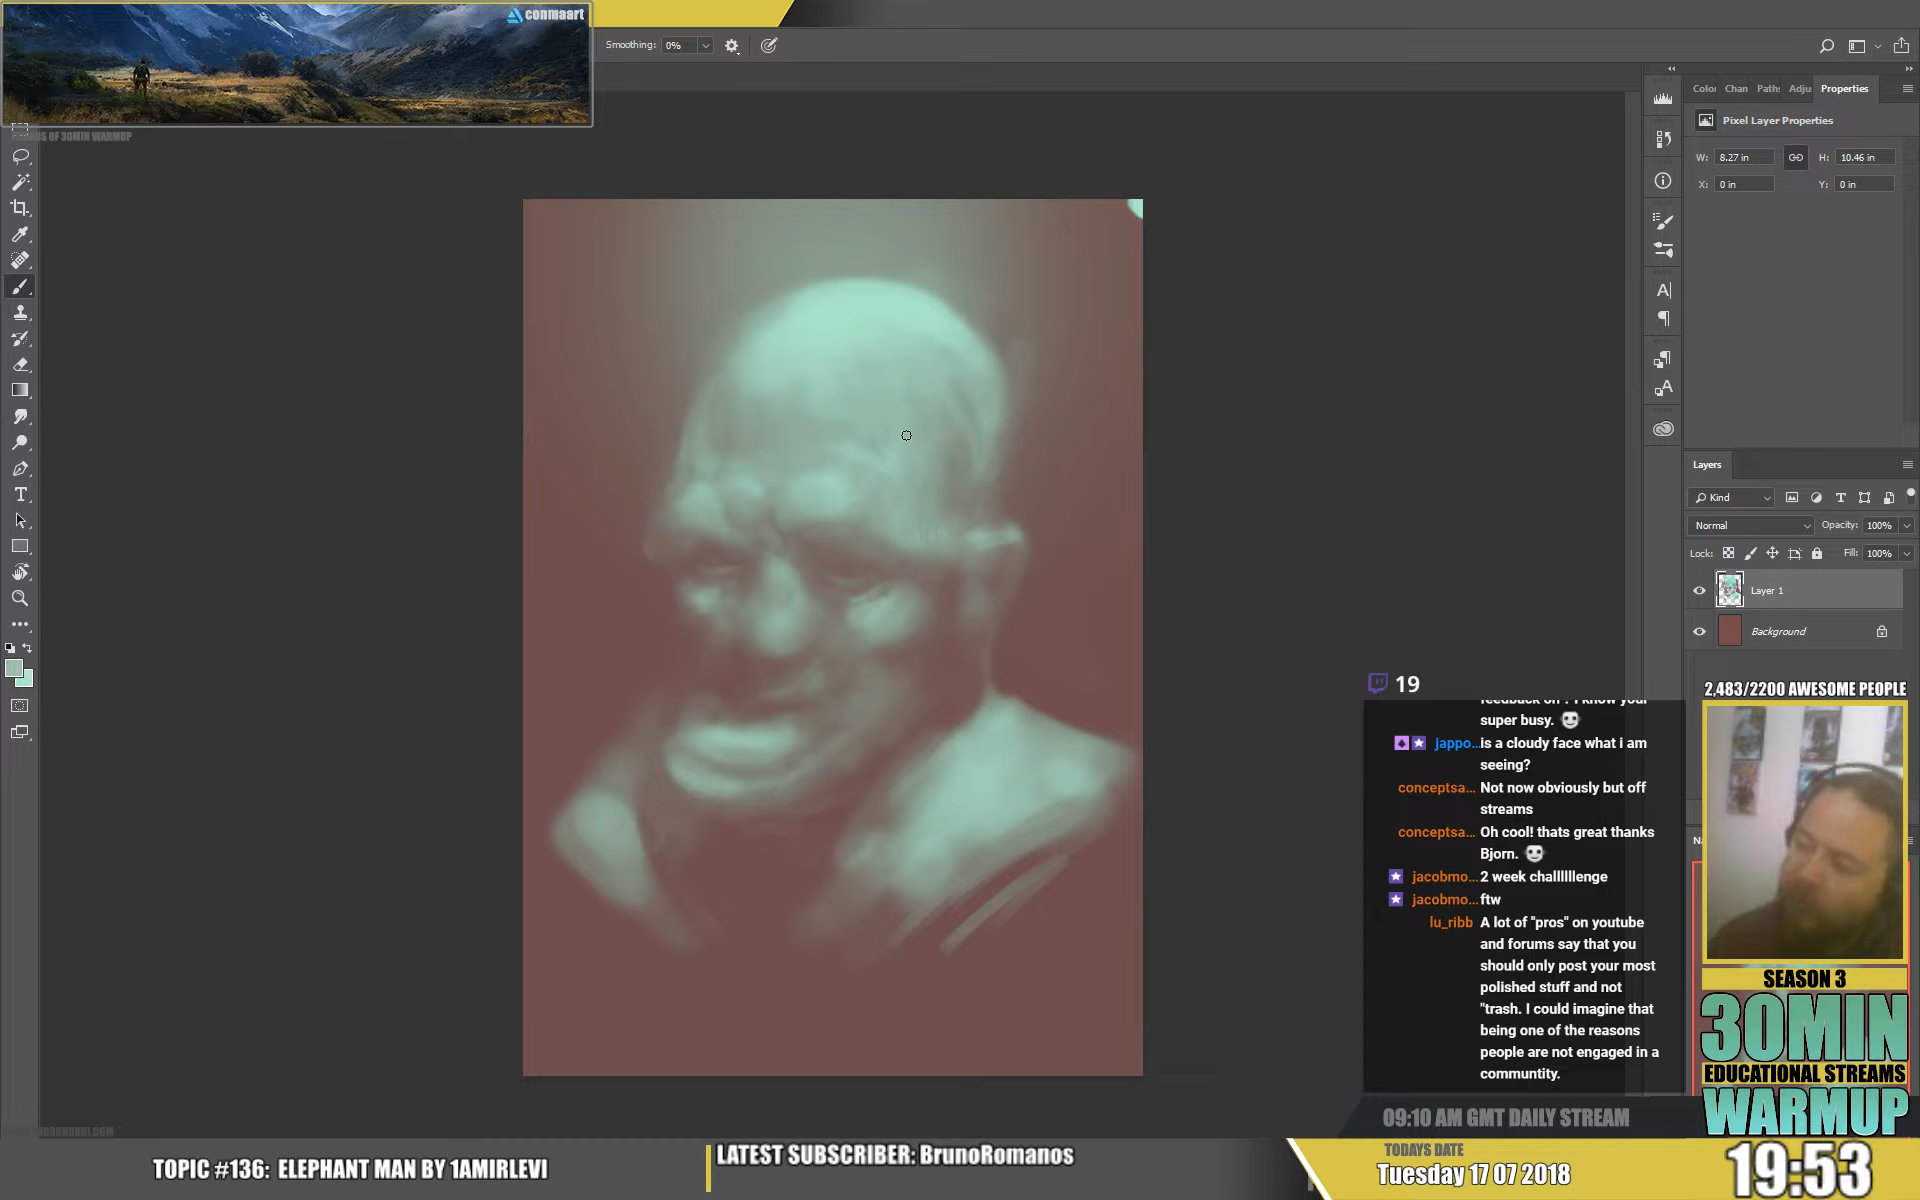 conmaart
Smoothing: 0%
OF 30MIN WARMUP
Chan Paths Adju Properties
Pixel Layer Properties
W: 8.27 in H: 10.46 in
X: 0 in Y: 0 in
Layers
Kind
Normal Opacity: 100%
Lock: Fill: 100%
Layer 1
Background
2,483/2200 AWESOME PEOPLE
19
super busy.
jappo... is a cloudy face what i am
seeing?
conceptsa... Not now obviously but off
streams
conceptsa... Oh cool! thats great thanks
Bjorn.
jacobmo... 2 week challllllenge
jacobmo... ftw
lu_ribb A lot of "pros" on youtube
and forums say that you
should only post your most
polished stuff and not
"trash. I could imagine that
being one of the reasons
people are not engaged in a
communtity.
SEASON 3
30MIN
EDUCATIONAL STREAMS
WARMUP
09:10 AM GMT DAILY STREAM
TOPIC #136: ELEPHANT MAN BY 1AMIRLEVI
LATEST SUBSCRIBER: BrunoRomanos
TODAYS DATE
Tuesday 17 07 2018
19:53